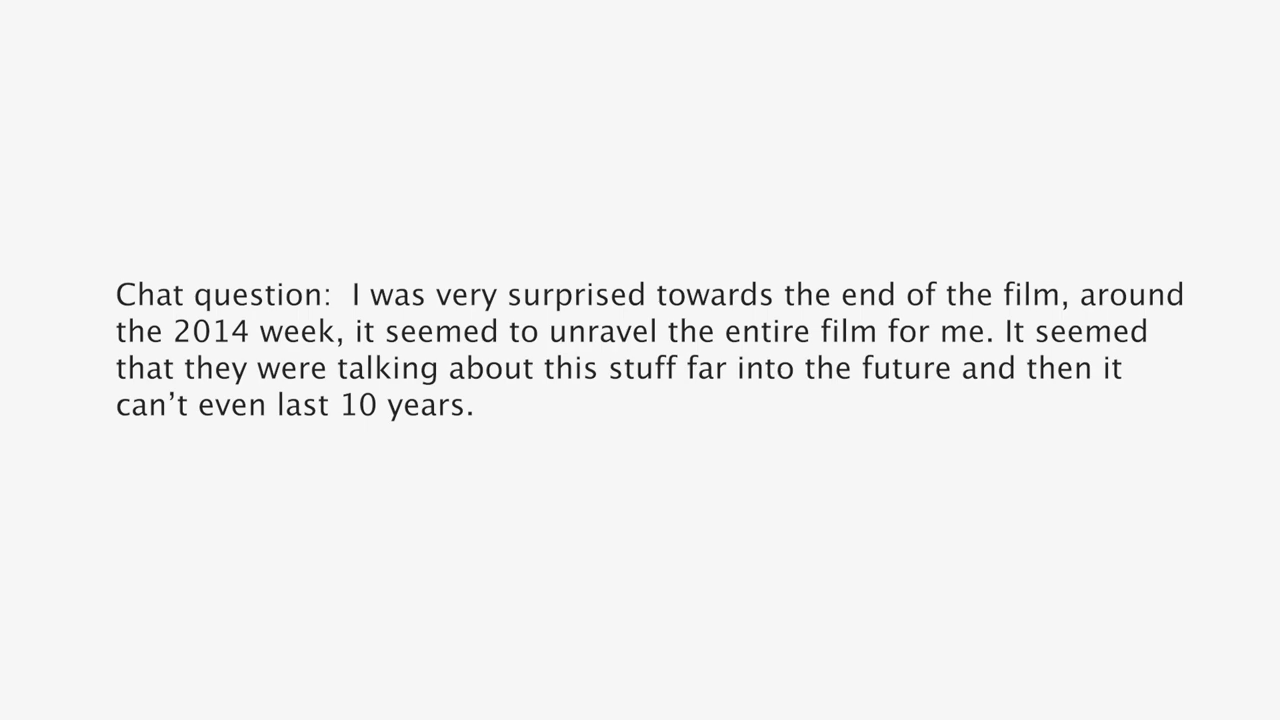 Chat question:  I was very surprised towards the end of the film, around
the 2014 week, it seemed to unravel the entire film for me. It seemed
that they were talking about this stuff far into the future and then it
can’t even last 10 years.